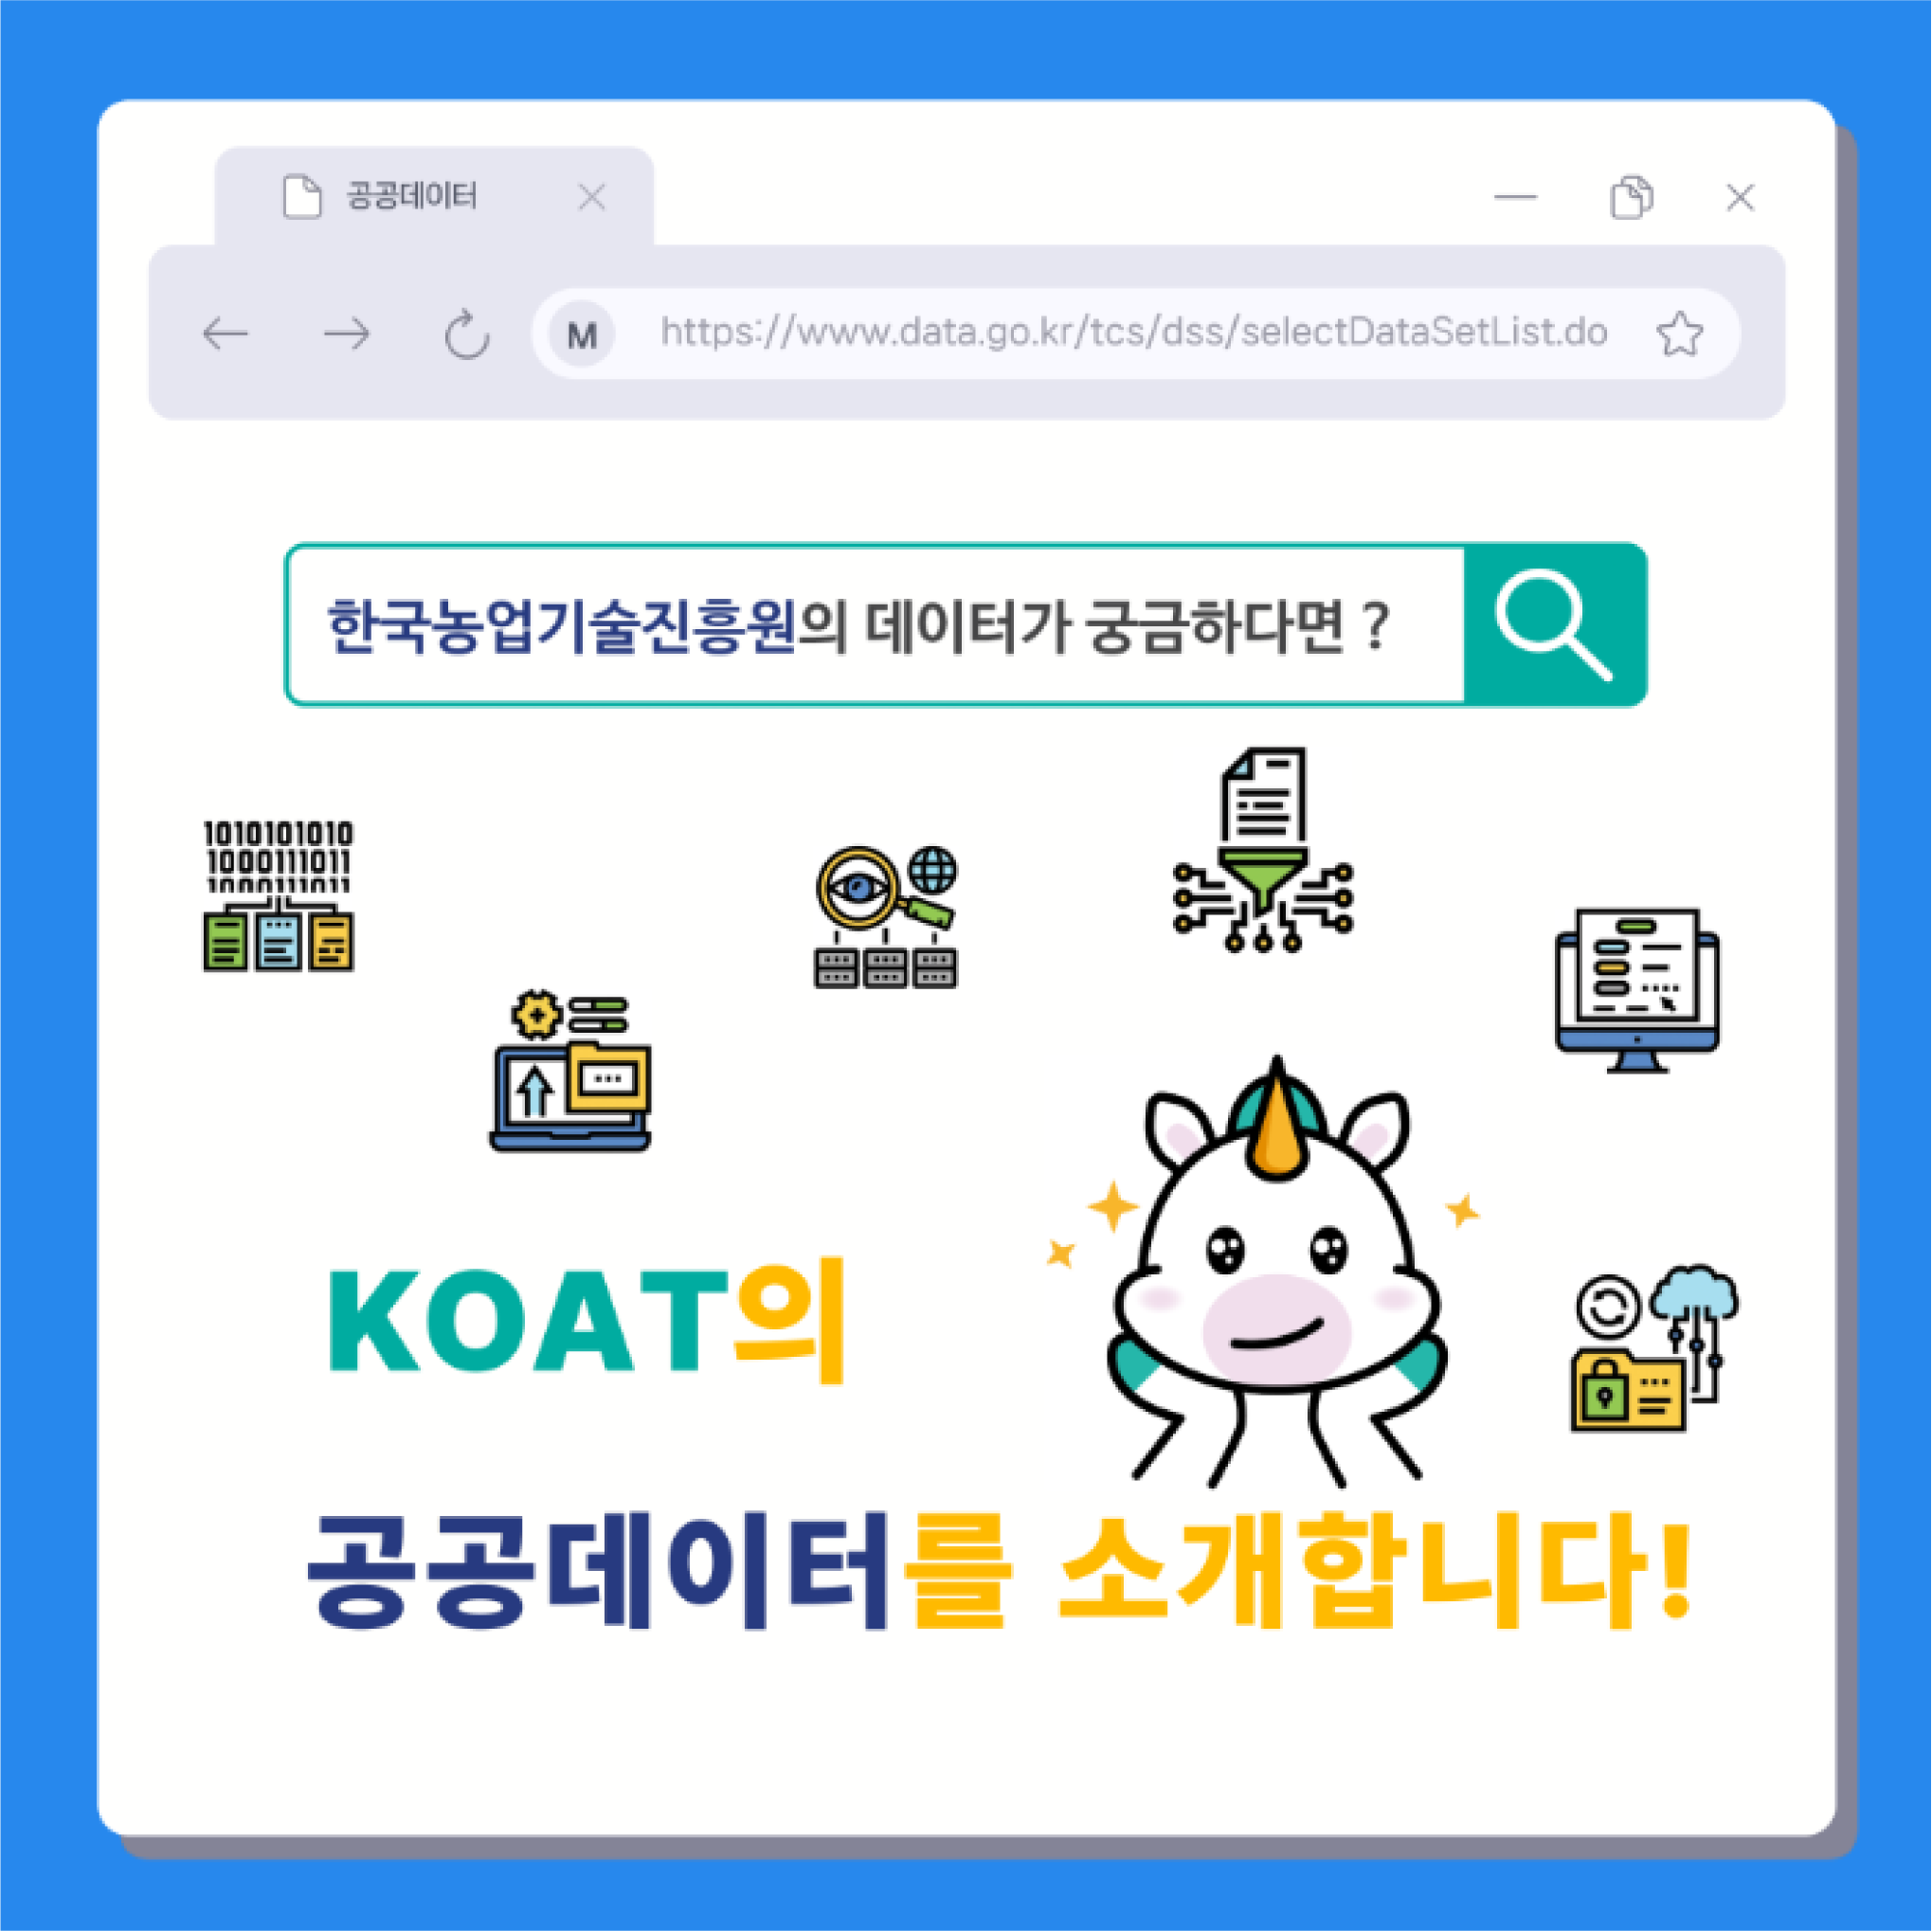 공공데이터
M https://www.data.go.kr/tcs/dss/selectDataSetList.do
한국농업기술진흥원의 데이터가 궁금하다면 ?
1010101010
1000111011
1000111011
KOAT의
공공데이터를 소개합니다!